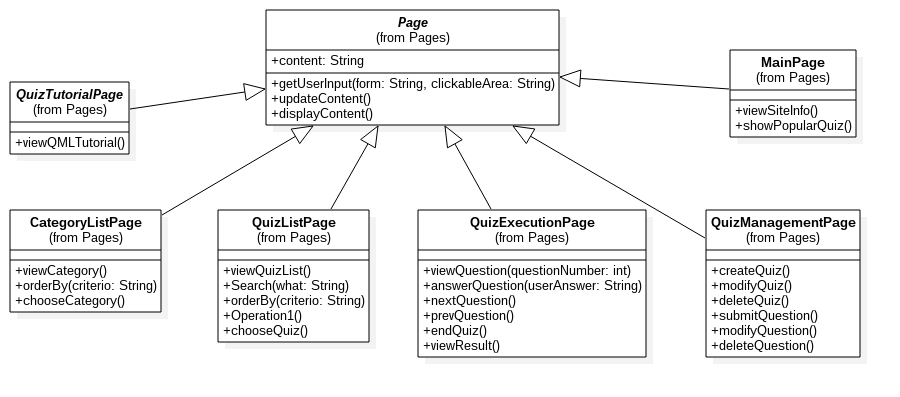 Page
(from Pages)
+content: String
+getUserInput(form: String, clickableArea: String)
+updateContent()
+displayContent()
MainPage
(from Pages)
+viewSiteInfo()
+showPopularQuiz()
QuizTutorialPage
(from Pages)
+viewQMLTutorial()
CategoryListPage
(from Pages)
+viewCategory()
+orderBy(criterio: String)
+chooseCategory()
QuizListPage
(from Pages)
+viewQuizList()
+Search(what: String)
+orderBy(criterio: String)
+Operation1()
+chooseQuiz()
QuizExecutionPage
(from Pages)
+viewQuestion(questionNumber: int)
+answerQuestion(userAnswer: String)
+nextQuestion()
+prevQuestion()
+endQuiz()
+viewResult()
QuizManagementPage
(from Pages)
+createQuiz()
+modifyQuiz()
+deleteQuiz()
+submitQuestion()
+modifyQuestion()
+deleteQuestion()